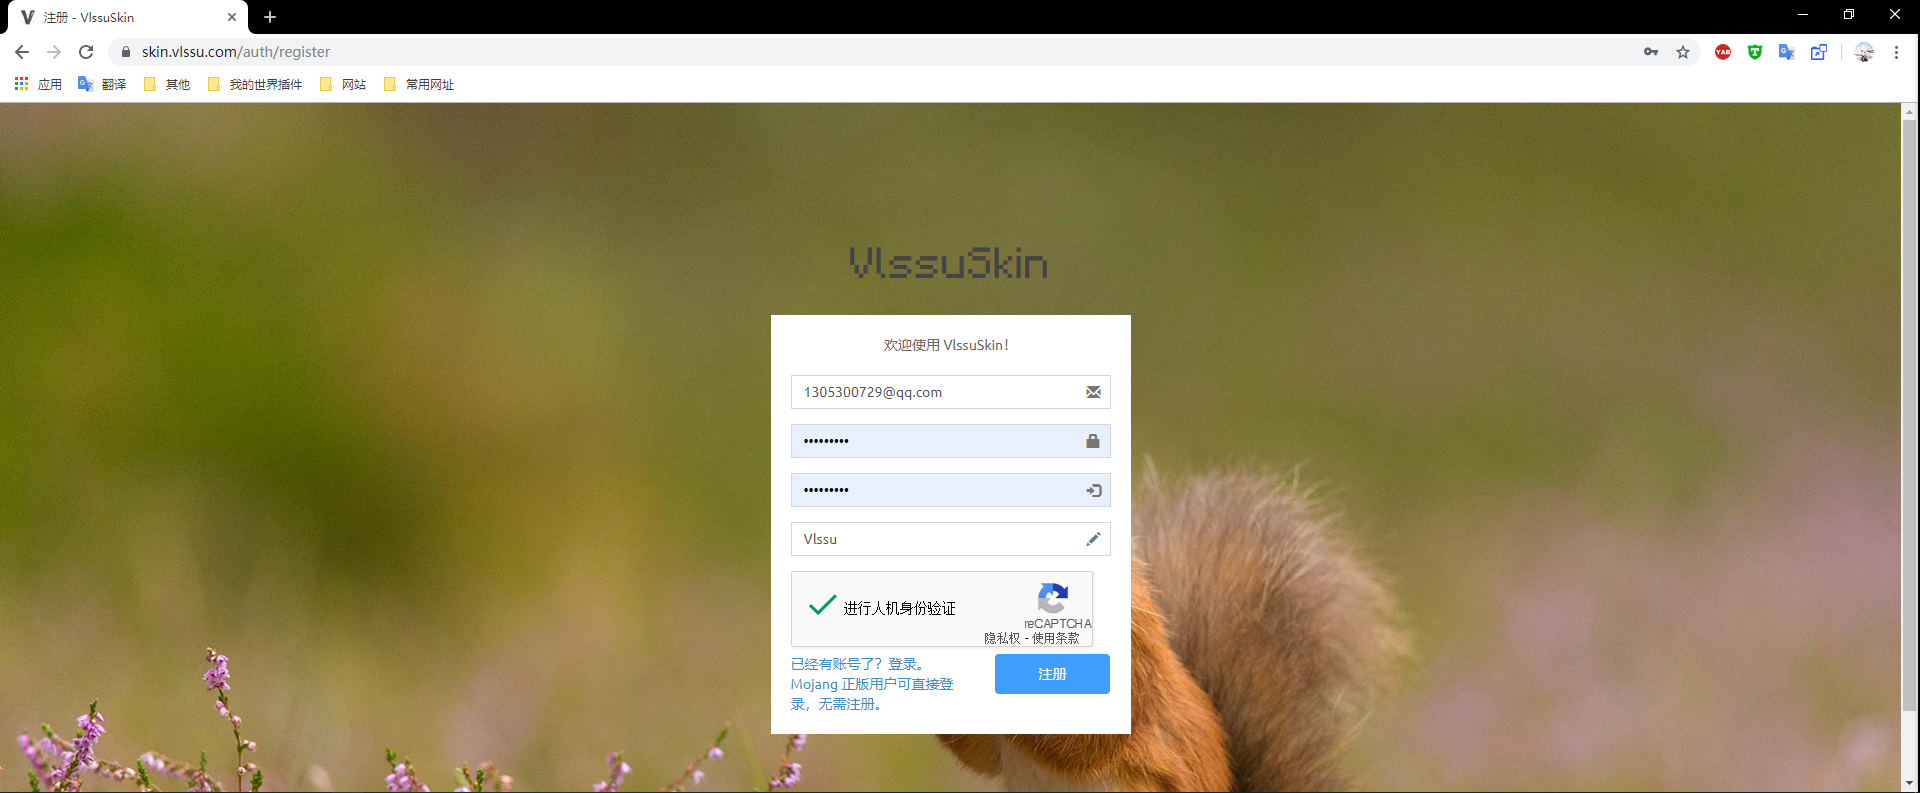 注册 - VlssuSkin
skin.vlssu.com/auth/register
YAB
应用 翻译 其他 我的世界插件 网站 常用网址
VlssuSkin
欢迎使用 VlssuSkin！
1305300729@qq.com
•••••••••
•••••••••
Vlssu
进行人机身份验证
reCAPTCHA
隐私权 - 使用条款
已经有账号了？登录。
注册
Mojang 正版用户可直接登
录，无需注册。